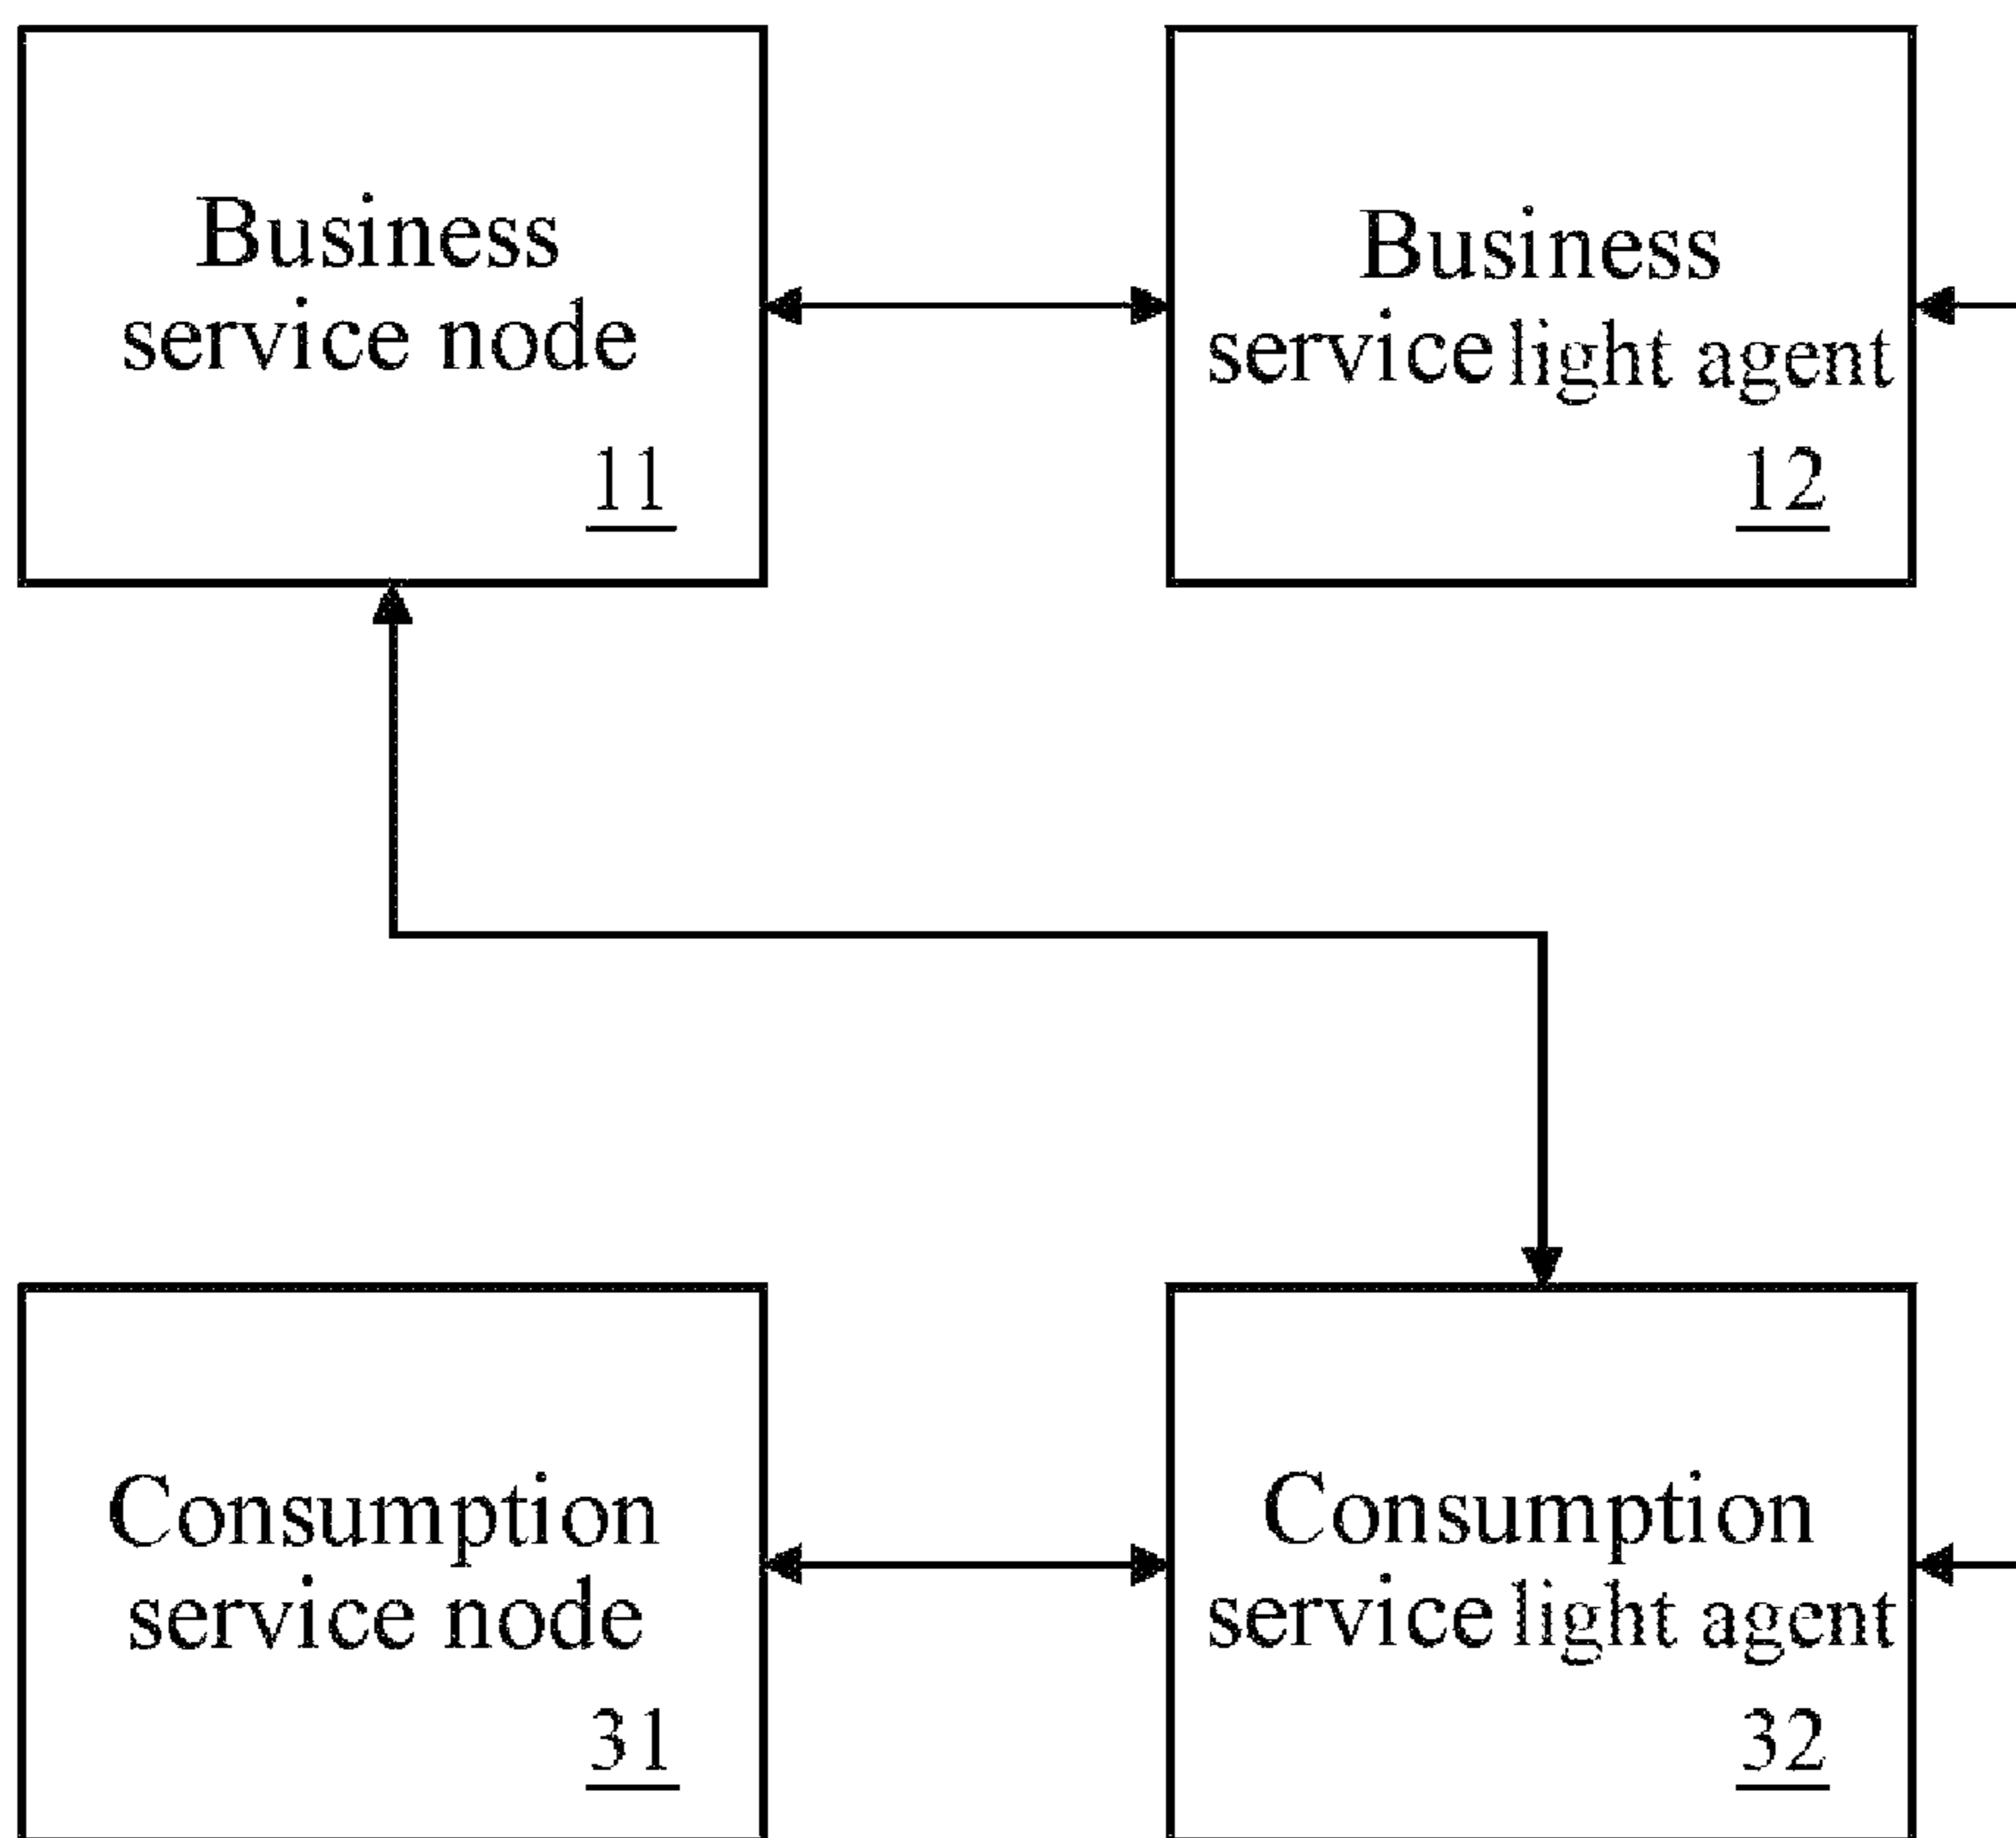 Business
service node
11
Business
service light agent
12
Consumption
service node
31
Consumption
service light agent
32